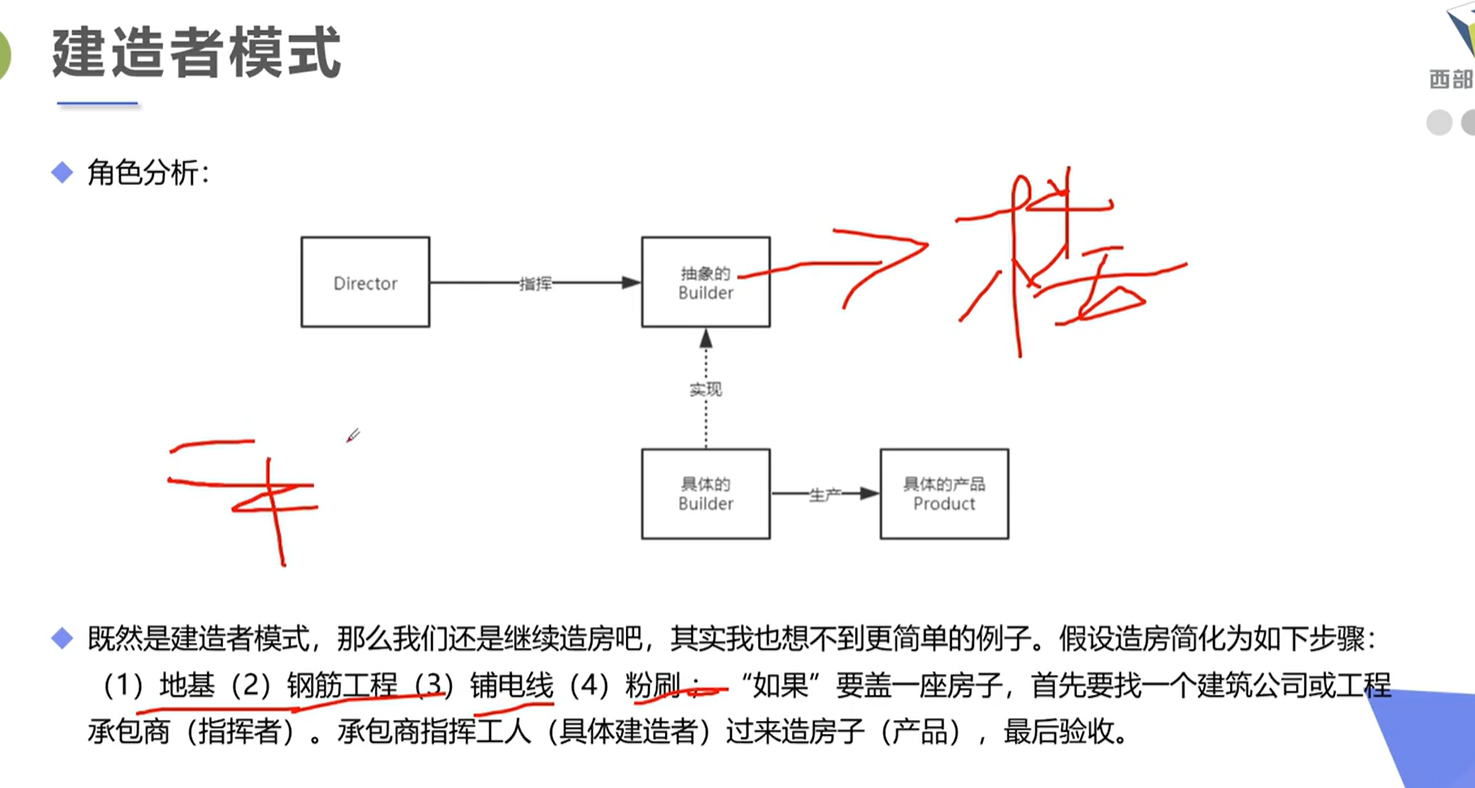 建造者模式
西部
角色分析：
Director
指挥
抽象的
Builder
楼
实现
具体的
Builder
生产
具体的产品
Product
既然是建造者模式，那么我们还是继续造房吧，其实我也想不到更简单的例子。假设造房简化为如下步骤：
（1）地基（2）钢筋工程（3）铺电线（4）粉刷；“如果”要盖一座房子，首先要找一个建筑公司或工程
承包商（指挥者）。承包商指挥工人（具体建造者）过来造房子（产品），最后验收。